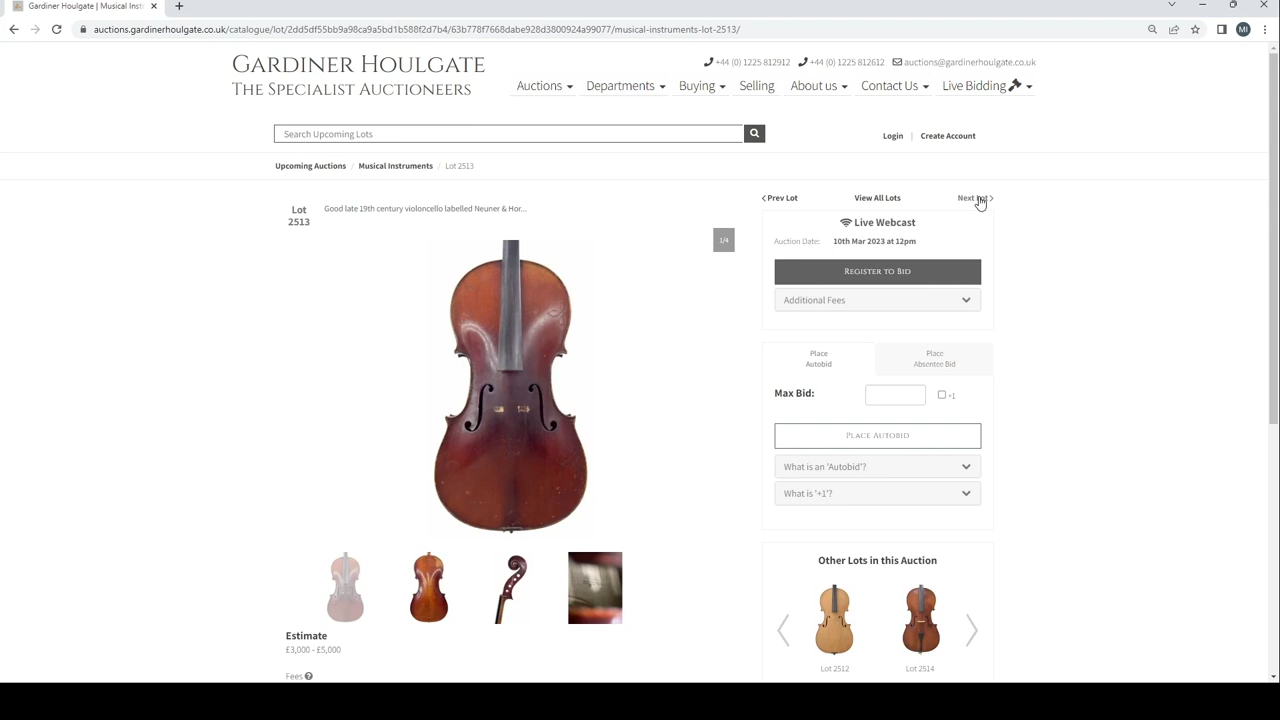 Gardiner Houlgate | Musical Inst
auctions.gardinerhoulgate.co.uk/catalogue/lot/2dd5df55bb9a98ca9a5bd1b588f2d7b4/63b778f7668dabe928d3800924a99077/musical-instruments-lot-2513/
MI
GARDINER HOULGATE
THE SPECIALIST AUCTIONEERS
+44 (0) 1225 812912 +44 (0) 1225 812612 auctions@gardinerhoulgate.co.uk
Auctions Departments Buying Selling About us Contact Us Live Bidding
Search Upcoming Lots
Login | Create Account
Upcoming Auctions / Musical Instruments / Lot 2513
Lot
2513
Good late 19th century violoncello labelled Neuner & Hor...
1/4
Prev Lot View All Lots Next Lot
Live Webcast
Auction Date: 10th Mar 2023 at 12pm
REGISTER TO BID
Additional Fees
Place
Autobid
Place
Absentee Bid
Max Bid: +1
PLACE AUTOBID
What is an 'Autobid'?
What is '+1'?
Other Lots in this Auction
Lot 2512 Lot 2514
Estimate
£3,000 - £5,000
Fees ?